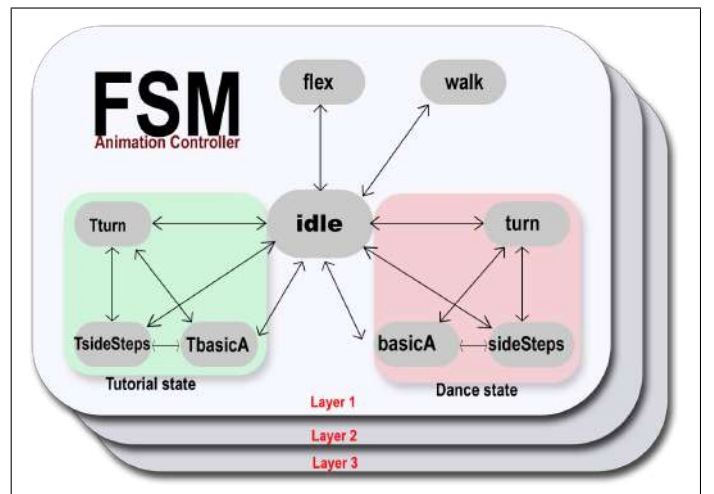 FSM
Animation Controller
flex
walk
idle
Tturn
turn
TsideSteps
TbasicA
basicA
sideSteps
Tutorial state
Dance state
Layer 1
Layer 2
Layer 3